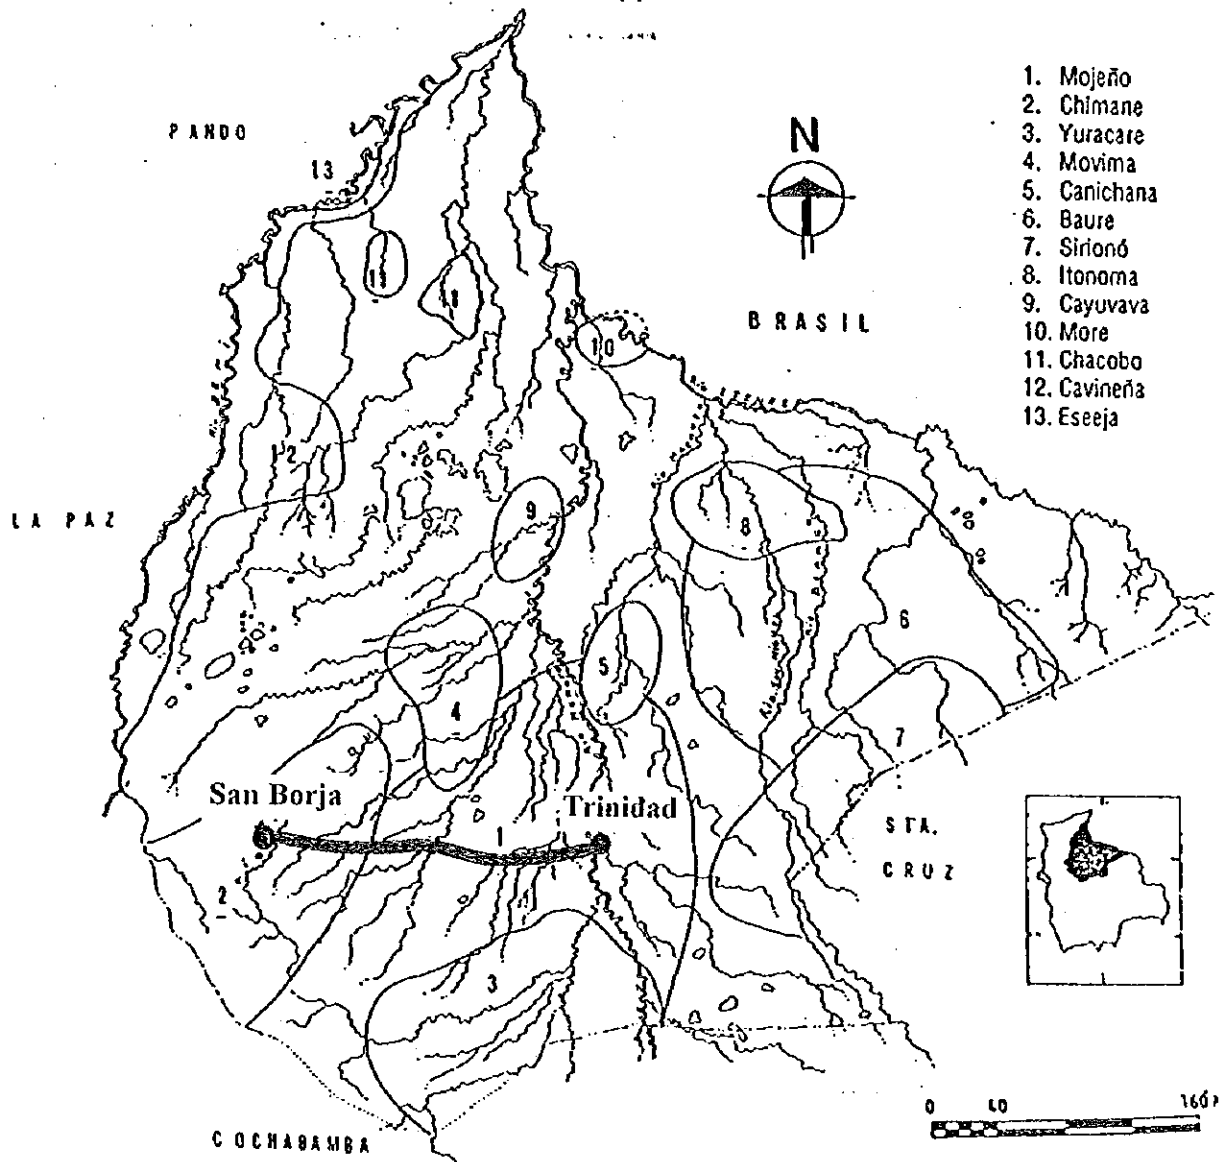 PANDO
13
N
1. Mojeño
2. Chimane
3. Yuracare
4. Movima
5. Canichana
6. Baure
7. Sirionó
8. Itonoma
9. Cayuvava
10. More
11. Chacobo
12. Cavineña
13. Eseeja
11
BRASIL
10
12
LA PAZ
9
8
6
5
4
7
San Borja
Trinidad
1
STA.
CRUZ
2
3
0 40 160
COCHABAMBA